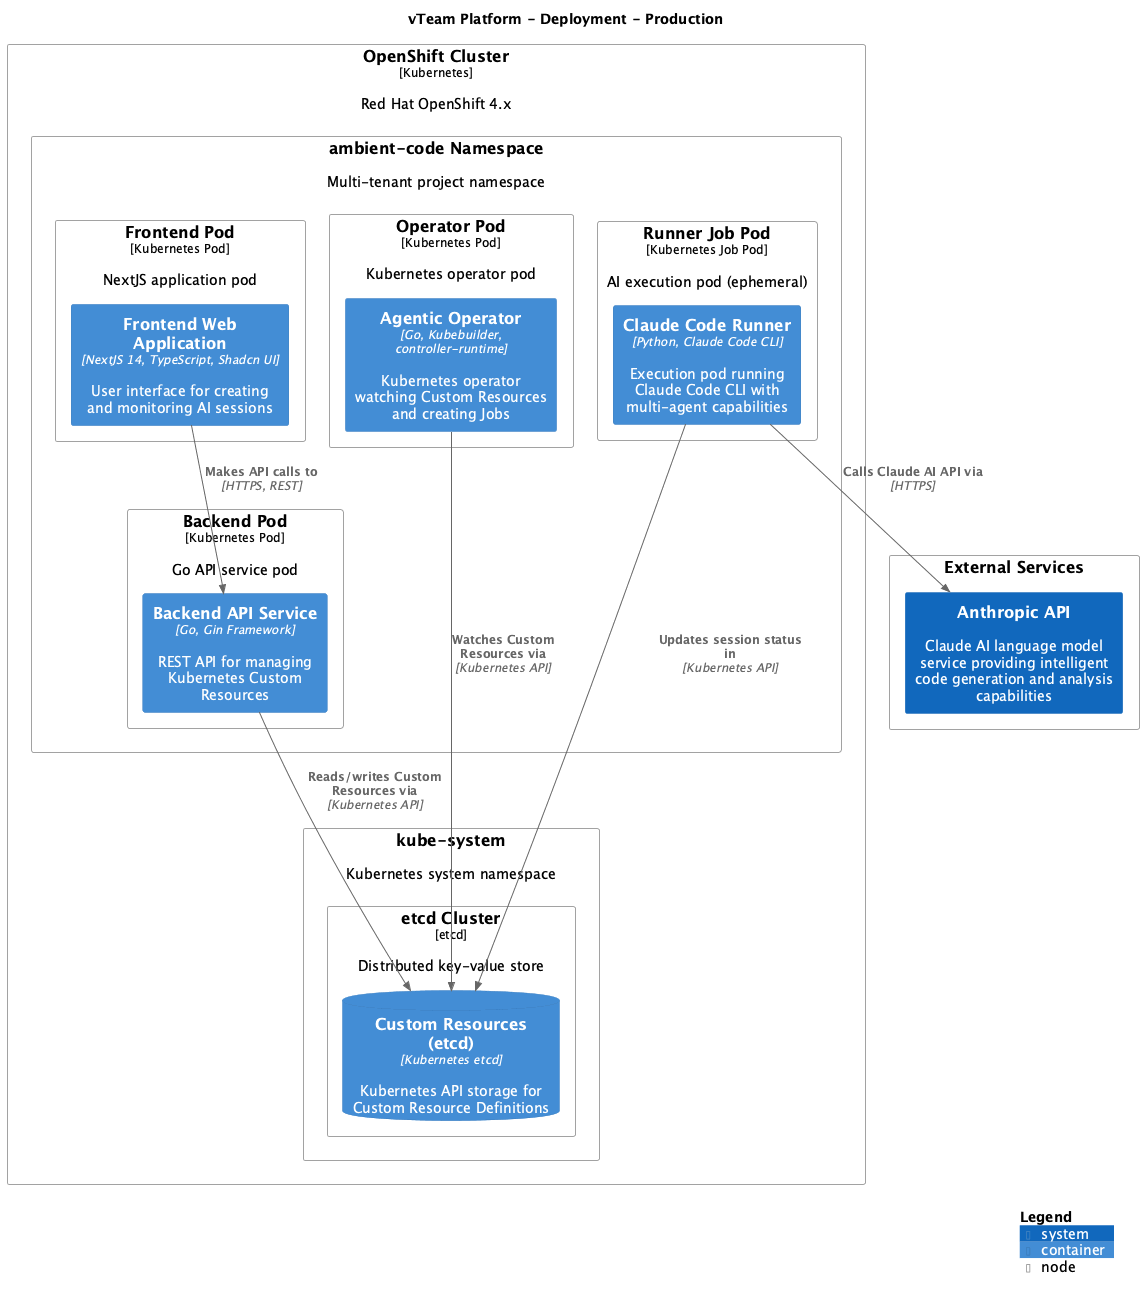 vTeam Platform - Deployment - Production
OpenShift Cluster
[Kubernetes]
Red Hat OpenShift 4.x
ambient-code Namespace
Multi-tenant project namespace
Frontend Pod
[Kubernetes Pod]
NextJS application pod
Frontend Web
Application
[NextJS 14, TypeScript, Shadcn UI]
User interface for creating
and monitoring AI sessions
Operator Pod
[Kubernetes Pod]
Kubernetes operator pod
Agentic Operator
[Go, Kubebuilder,
controller-runtime]
Kubernetes operator
watching Custom Resources
and creating Jobs
Runner Job Pod
[Kubernetes Job Pod]
AI execution pod (ephemeral)
Claude Code Runner
[Python, Claude Code CLI]
Execution pod running
Claude Code CLI with
multi-agent capabilities
Makes API calls to
[HTTPS, REST]
Calls Claude AI API via
[HTTPS]
Backend Pod
[Kubernetes Pod]
Go API service pod
Backend API Service
[Go, Gin Framework]
REST API for managing
Kubernetes Custom
Resources
External Services
Anthropic API
Claude AI language model
service providing intelligent
code generation and analysis
capabilities
Watches Custom
Resources via
[Kubernetes API]
Updates session status
in
[Kubernetes API]
Reads/writes Custom
Resources via
[Kubernetes API]
kube-system
Kubernetes system namespace
etcd Cluster
[etcd]
Distributed key-value store
Custom Resources
(etcd)
[Kubernetes etcd]
Kubernetes API storage for
Custom Resource Definitions
Legend
system
container
node